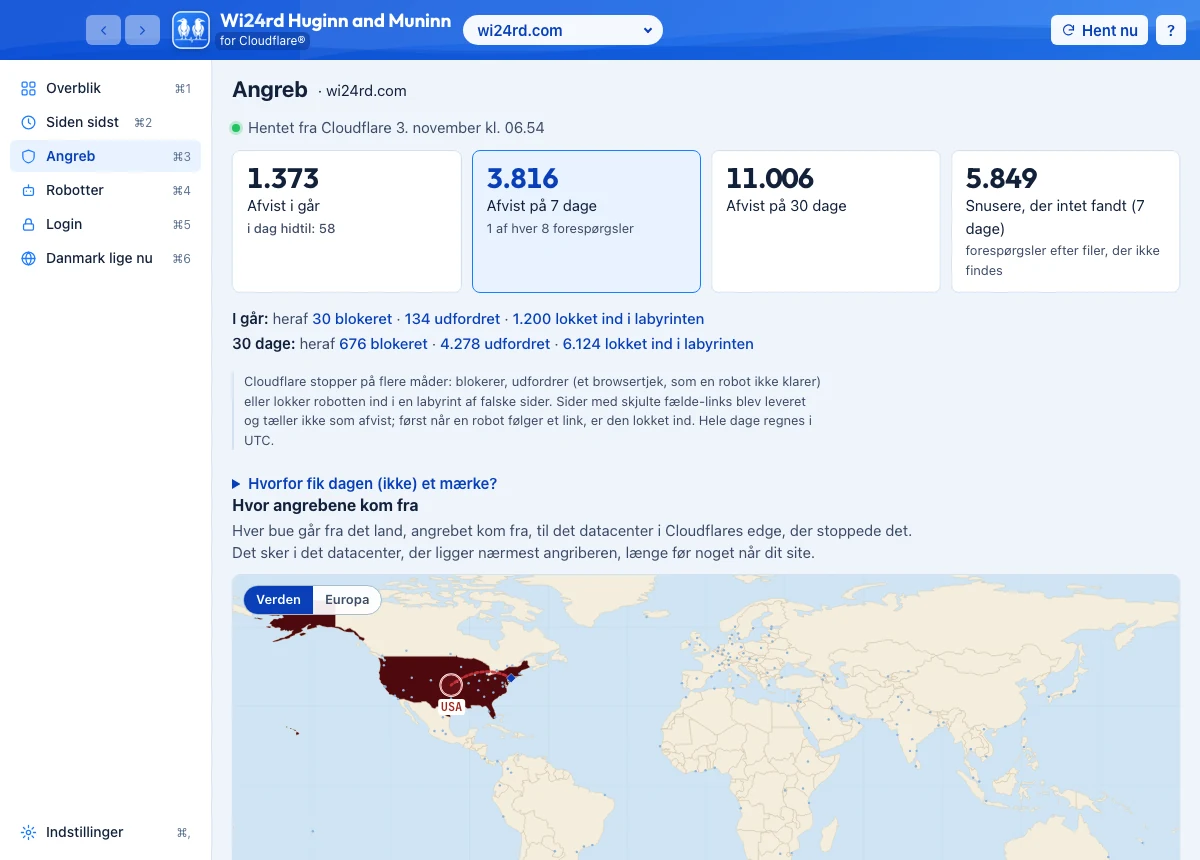 Wi24rd Huginn and Muninn
for Cloudflare®
wi24rd.com
Hent nu
?
Overblik ⌘1
Siden sidst ⌘2
Angreb ⌘3
Robotter ⌘4
Login ⌘5
Danmark lige nu ⌘6
Indstillinger ⌘,
Angreb · wi24rd.com
Hentet fra Cloudflare 3. november kl. 06.54
1.373
Afvist i går
i dag hidtil: 58
3.816
Afvist på 7 dage
1 af hver 8 forespørgsler
11.006
Afvist på 30 dage
5.849
Snusere, der intet fandt (7
dage)
forespørgsler efter filer, der ikke
findes
I går: heraf 30 blokeret · 134 udfordret · 1.200 lokket ind i labyrinten
30 dage: heraf 676 blokeret · 4.278 udfordret · 6.124 lokket ind i labyrinten
Cloudflare stopper på flere måder: blokerer, udfordrer (et browsertjek, som en robot ikke klarer)
eller lokker robotten ind i en labyrint af falske sider. Sider med skjulte fælde-links blev leveret
og tæller ikke som afvist; først når en robot følger et link, er den lokket ind. Hele dage regnes i
UTC.
Hvorfor fik dagen (ikke) et mærke?
Hvor angrebene kom fra
Hver bue går fra det land, angrebet kom fra, til det datacenter i Cloudflares edge, der stoppede det.
Det sker i det datacenter, der ligger nærmest angriberen, længe før noget når dit site.
Verden Europa
USA